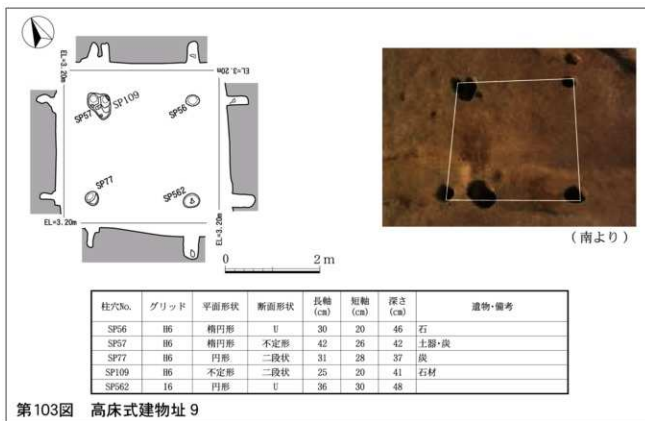 EL=3.20m
EL=3.20m
SP57
SP109
SP56
SP77
SP562
EL=3.20m
EL=3.20m
0 2 m
(南より)
柱穴No. グリッド 平面形状 断面形状 長軸(cm) 短軸(cm) 深さ(cm) 遺物・備考
SP56 H6 楕円形 U 30 20 46 石
SP57 H6 楕円形 不定形 42 26 42 土器・炭
SP77 H6 円形 二段状 31 28 37 炭
SP109 H6 不定形 二段状 25 20 41 石材
SP562 I6 円形 U 36 30 48
第103図 高床式建物址 9